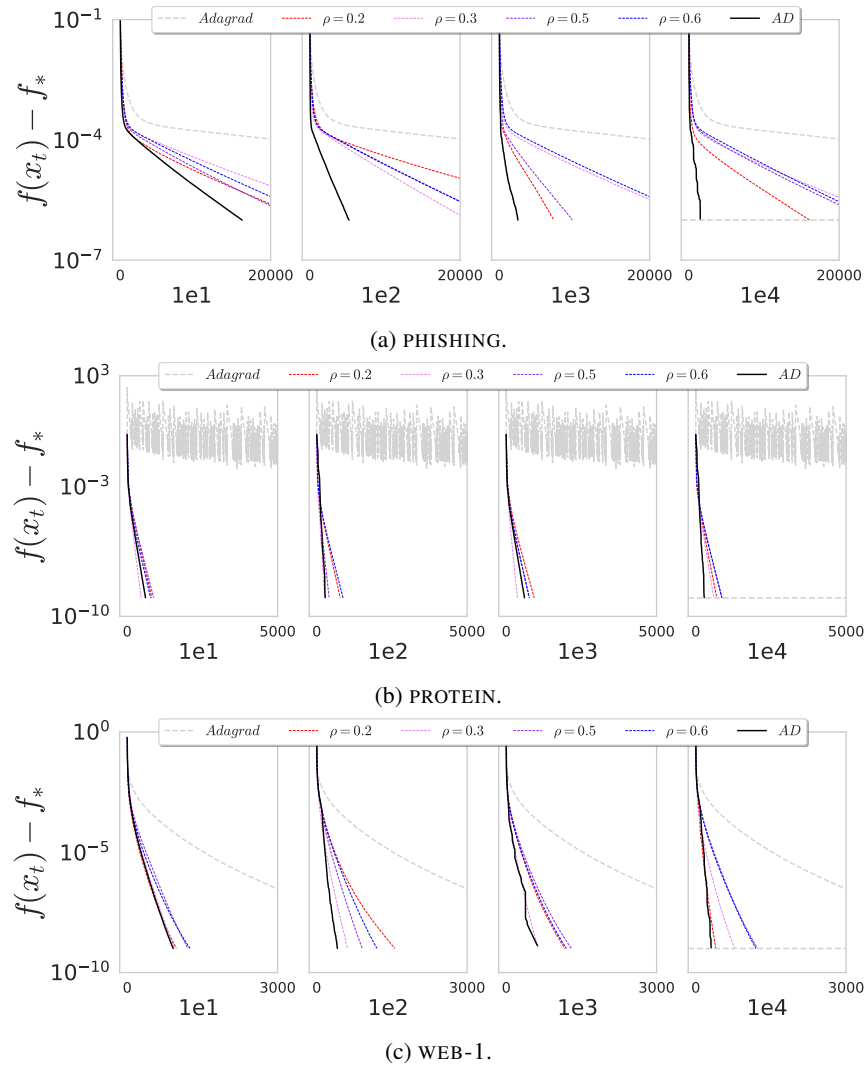 Adagrad ρ = 0.2 ρ = 0.3 ρ = 0.5 ρ = 0.6 AD
f(x_t) − f_*
10^{-1}
10^{-4}
10^{-7}
0 20000 0 20000 0 20000 0 20000
1e1 1e2 1e3 1e4
(a) PHISHING.
Adagrad ρ = 0.2 ρ = 0.3 ρ = 0.5 ρ = 0.6 AD
f(x_t) − f_*
10^{3}
10^{-3}
10^{-10}
0 5000 0 5000 0 5000 0 5000
1e1 1e2 1e3 1e4
(b) PROTEIN.
Adagrad ρ = 0.2 ρ = 0.3 ρ = 0.5 ρ = 0.6 AD
f(x_t) − f_*
10^{0}
10^{-5}
10^{-10}
0 3000 0 3000 0 3000 0 3000
1e1 1e2 1e3 1e4
(c) WEB-1.